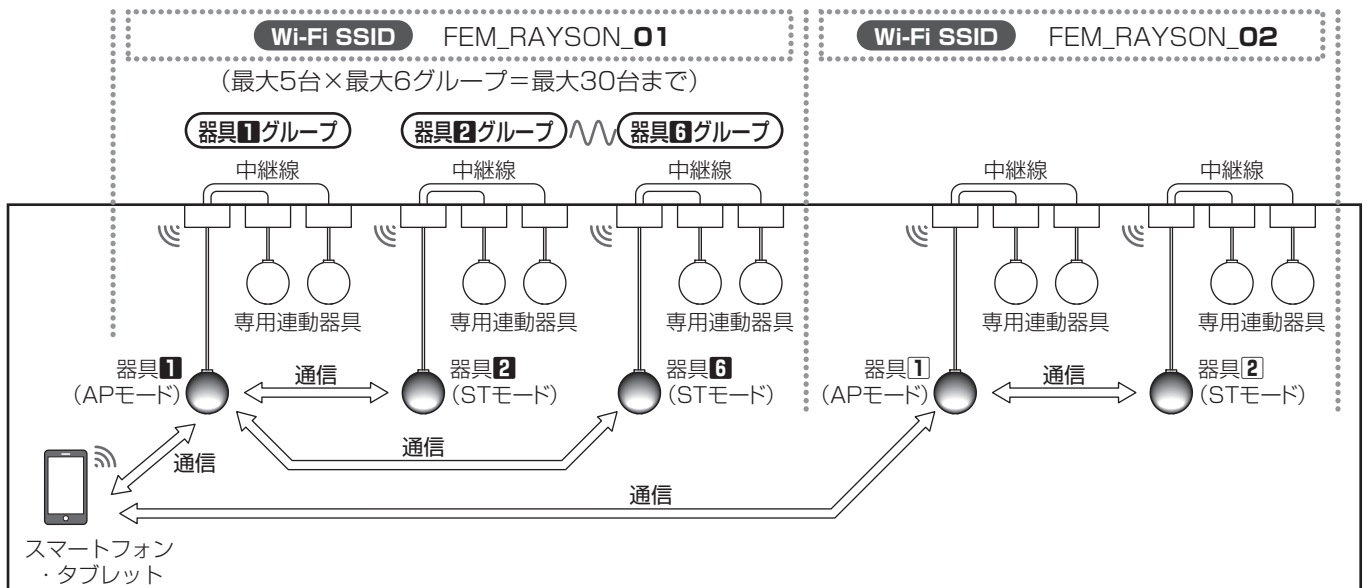 Wi-Fi SSID FEM_RAYSON_01
Wi-Fi SSID FEM_RAYSON_02
（最大5台×最大6グループ＝最大30台まで）
器具1グループ
器具2グループ
器具6グループ
中継線
中継線
中継線
中継線
中継線
専用連動器具
専用連動器具
専用連動器具
専用連動器具
専用連動器具
器具1
（APモード）
通信
器具2
（STモード）
器具6
（STモード）
器具1
（APモード）
通信
器具2
（STモード）
通信
通信
通信
スマートフォン
・タブレット